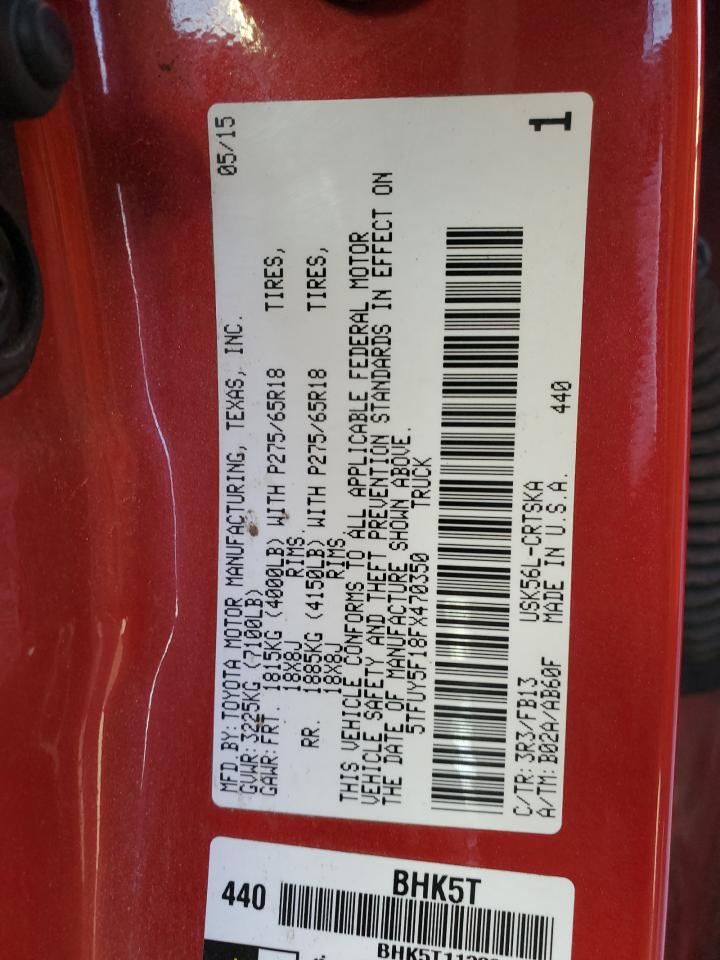 MFD BY: TOYOTA MOTOR MANUFACTURING, TEXAS, INC. 05/15
GVWR: 3225KG (7100LB)
GAWR: FRT. 1815KG (4000LB) WITH P275/65R18 TIRES,
18X8J RIMS.
RR. 1885KG (4150LB) WITH P275/65R18 TIRES,
18X8J RIMS
THIS VEHICLE CONFORMS TO ALL APPLICABLE FEDERAL MOTOR
VEHICLE SAFETY AND THEFT PREVENTION STANDARDS IN EFFECT ON
THE DATE OF MANUFACTURE SHOWN ABOVE.
5TFUY5F18FX470350 TRUCK
C/TR: 3R3/FB13 USK56L-CRTSKA
A/TM: B02A/AB60F MADE IN U.S.A. 440 1
BHK5T
440